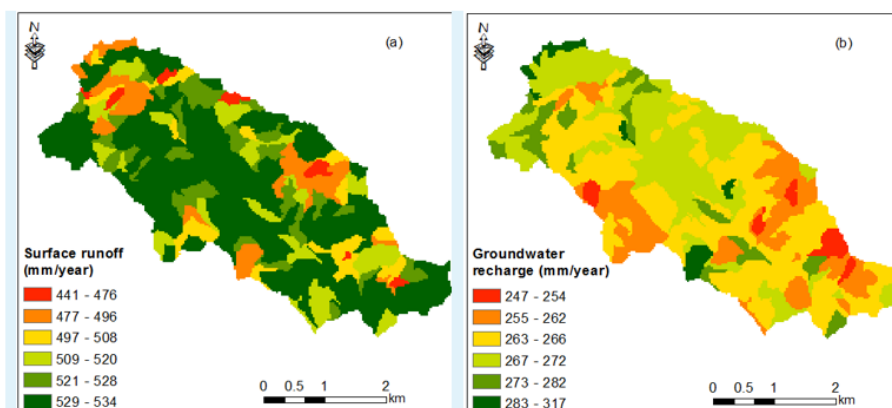 N
(a)
Surface runoff
(mm/year)
441 - 476
477 - 496
497 - 508
509 - 520
521 - 528
529 - 534
0 0.5 1 2
km
N
(b)
Groundwater
recharge (mm/year)
247 - 254
255 - 262
263 - 266
267 - 272
273 - 282
283 - 317
0 0.5 1 2
km